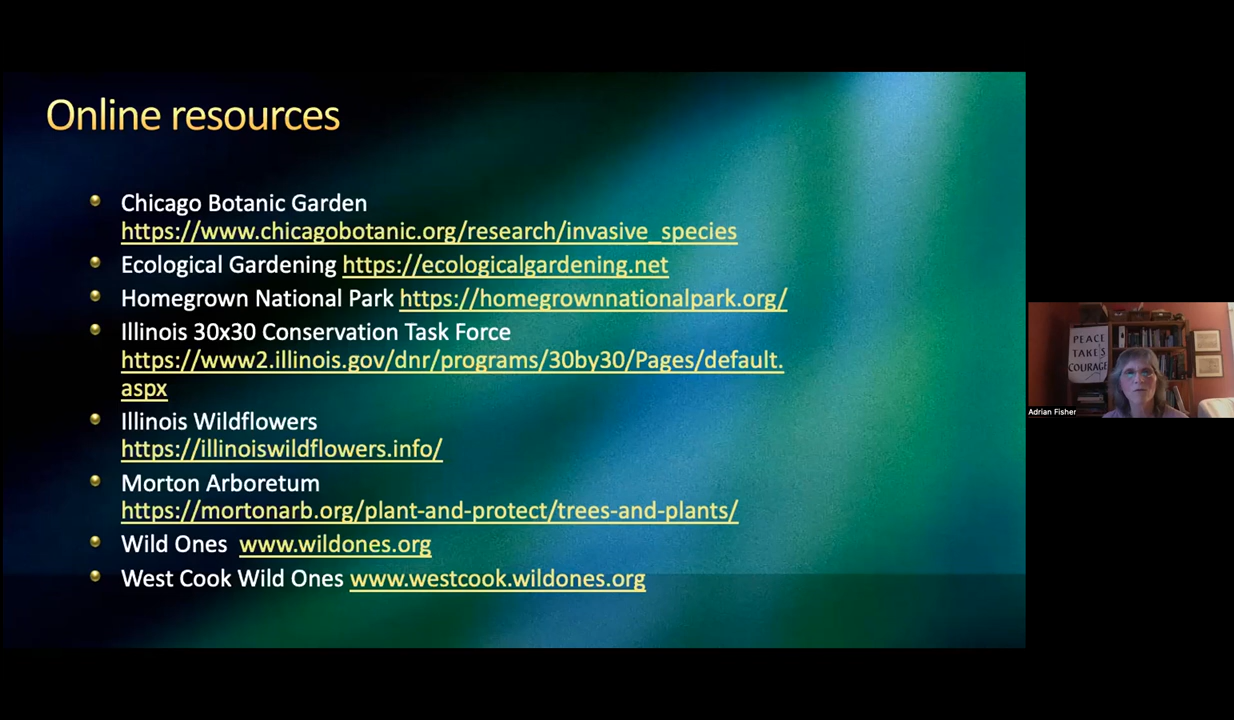 Online resources
Chicago Botanic Garden
https://www.chicagobotanic.org/research/invasive_species
Ecological Gardening https://ecologicalgardening.net
Homegrown National Park https://homegrownnationalpark.org/
Illinois 30x30 Conservation Task Force
https://www2.illinois.gov/dnr/programs/30by30/Pages/default.
aspx
Illinois Wildflowers
https://illinoiswildflowers.info/
Morton Arboretum
https://mortonarb.org/plant-and-protect/trees-and-plants/
Wild Ones www.wildones.org
West Cook Wild Ones www.westcook.wildones.org
PEACE
TAKES
COURAGE
Adrian Fisher